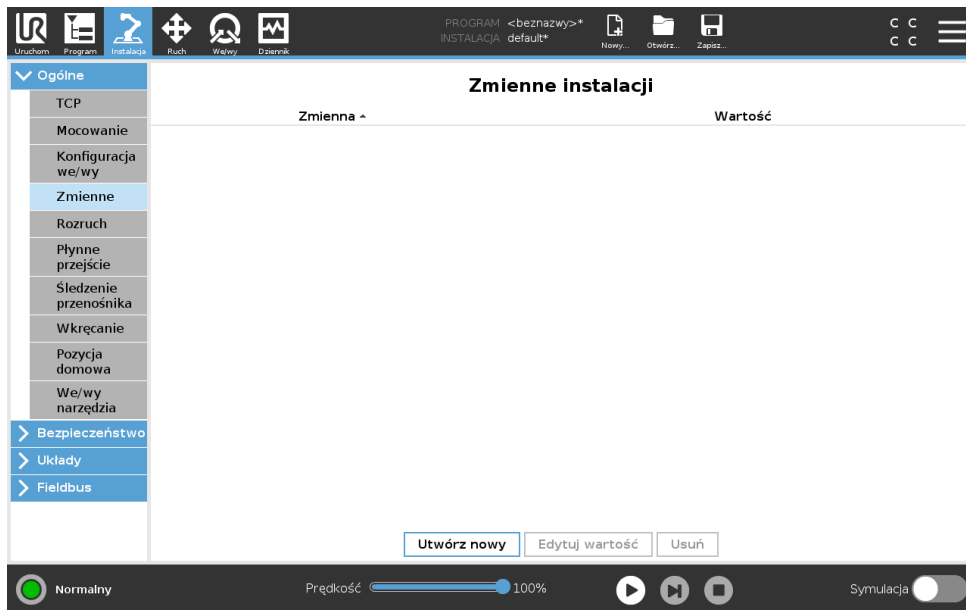 UR
PROGRAM <beznazwy>*
INSTALACJA default*
Uruchom Program Instalacja Ruch We/wy Dziennik Nowy... Otwórz... Zapisz...
C C
C C
Ogólne
TCP
Mocowanie
Konfiguracja
we/wy
Zmienne
Rozruch
Płynne
przejście
Śledzenie
przenośnika
Wkręcanie
Pozycja
domowa
We/wy
narzędzia
Bezpieczeństwo
Układy
Fieldbus
Zmienne instalacji
Zmienna Wartość
Utwórz nowy Edytuj wartość Usuń
Normalny Prędkość 100% Symulacja